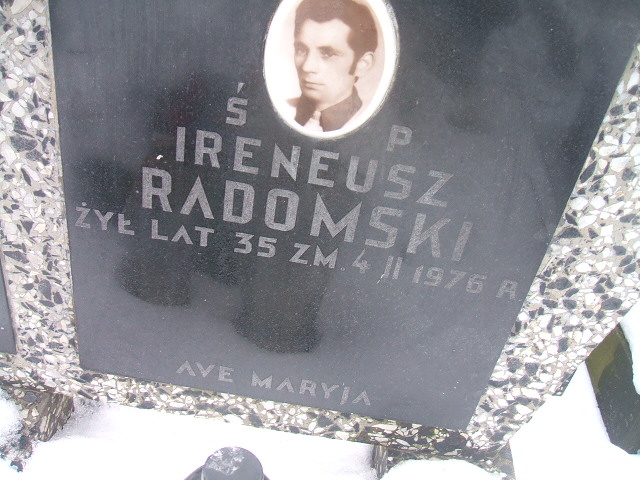 Ś P
IRENEUSZ
RADOMSKI
ŻYŁ LAT 35 ZM. 4 II 1976 R
AVE MARYJA